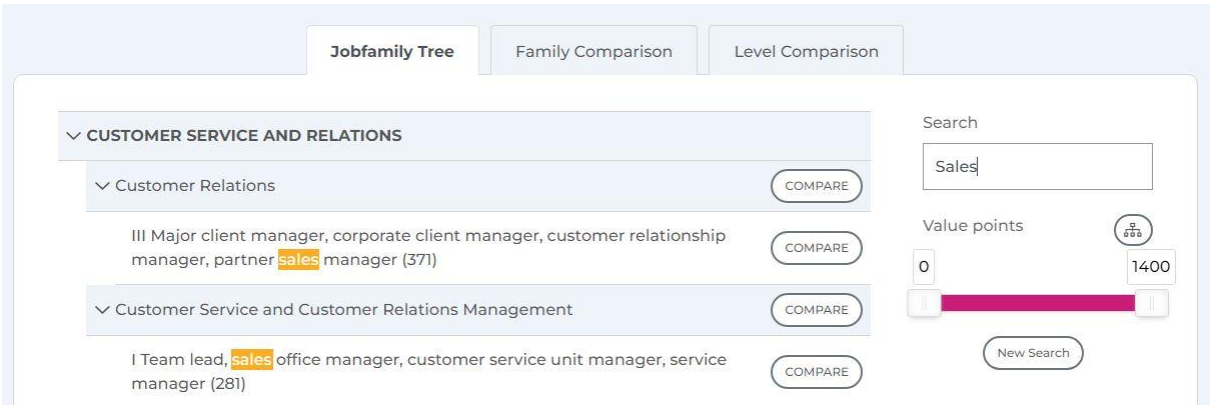 Jobfamily Tree
Family Comparison
Level Comparison
CUSTOMER SERVICE AND RELATIONS
Customer Relations
COMPARE
III Major client manager, corporate client manager, customer relationship
manager, partner sales manager (371)
COMPARE
Customer Service and Customer Relations Management
COMPARE
I Team lead, sales office manager, customer service unit manager, service
manager (281)
COMPARE
Search
Sales
Value points
0
1400
New Search